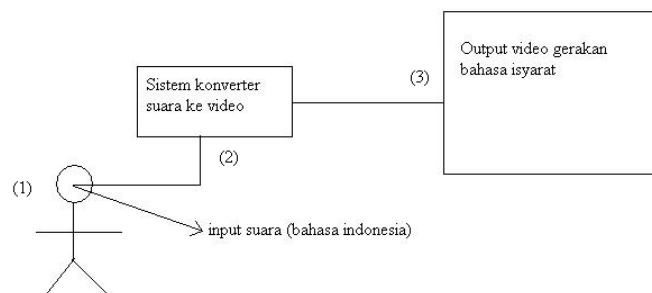 Output video gerakan
bahasa isyarat
(3)
Sistem konverter
suara ke video
(2)
(1)
input suara (bahasa indonesia)